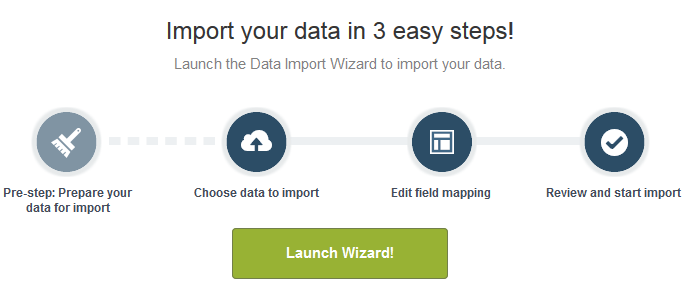 Import your data in 3 easy steps!
Launch the Data Import Wizard to import your data.
Pre-step: Prepare your
data for import
Choose data to import
Edit field mapping
Review and start import
Launch Wizard!